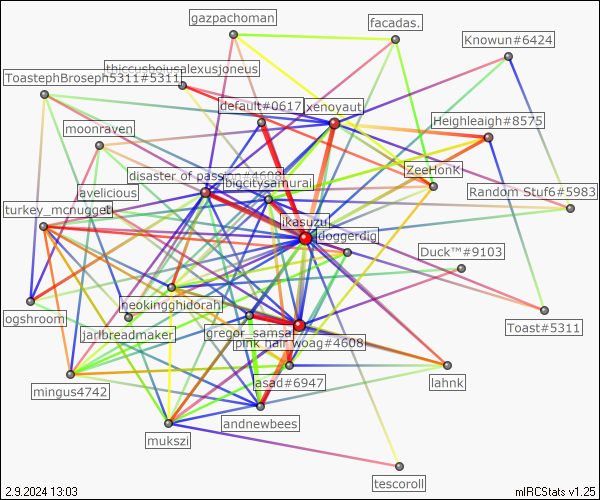 gazpachoman
facadas.
Knowun#6424
thiccusboiusalexusjoneus
ToastephBroseph5311#5311
default#0617
xenoyaut
Heighleaigh#8575
moonraven
disaster of passion#4608
bigcitysamurai
ZeeHonK
avelicious
Random Stuf6#5983
turkey_mcnugget
ikasuzu
doggerdig
Duck™#9103
neokingghidorah
ogshroom
jarlbreadmaker
gregor_samsa
Toast#5311
pink hair woag#4608
mingus4742
asad#6947
lahnk
andnewbees
mukszi
tescoroll
2.9.2024 13:03
mIRCStats v1.25